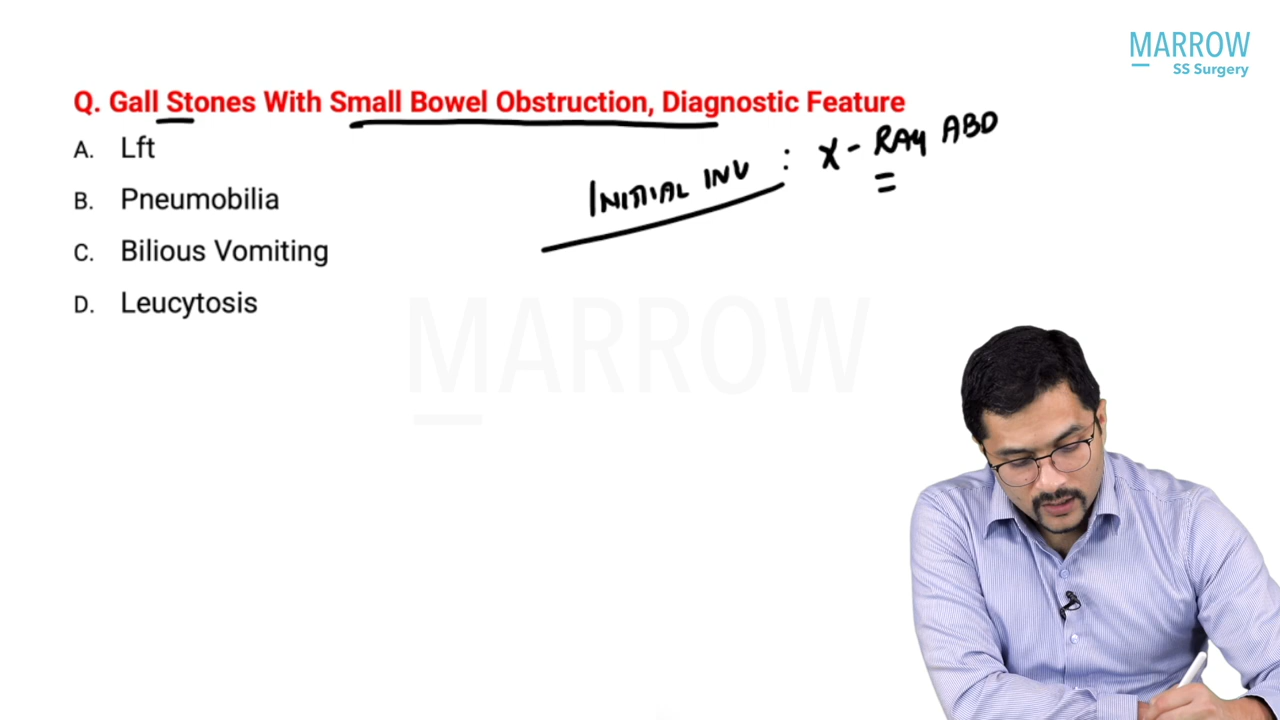 MARROW
SS Surgery
Q. Gall Stones With Small Bowel Obstruction, Diagnostic Feature
A. Lft
B. Pneumobilia
C. Bilious Vomiting
D. Leucytosis
INITIAL INV : X-RAY ABD
MARROW